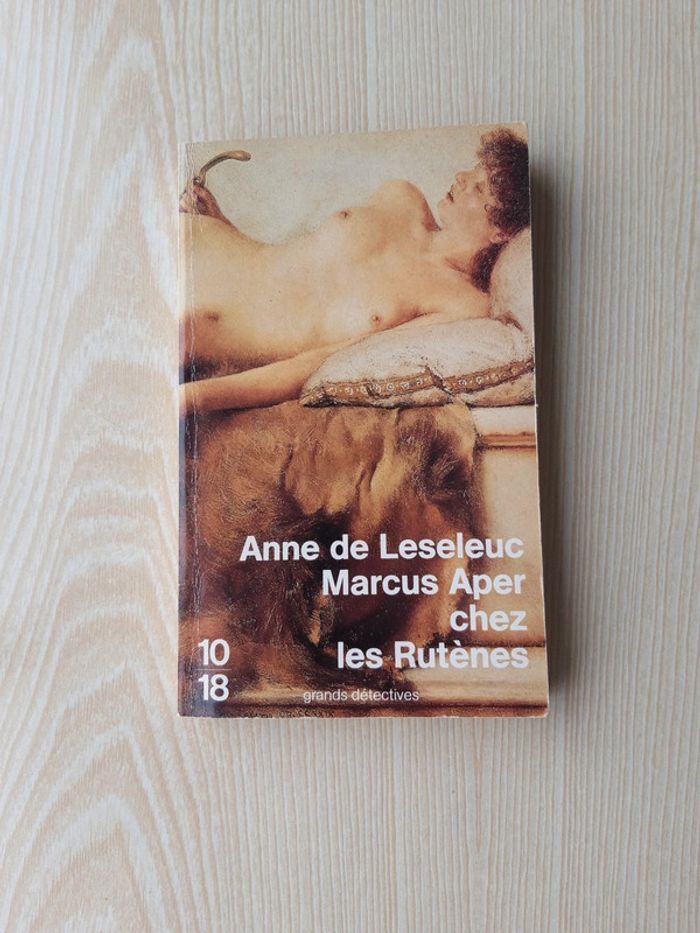 Anne de Leseleuc
Marcus Aper
chez
les Rutènes
10
18
grands détectives